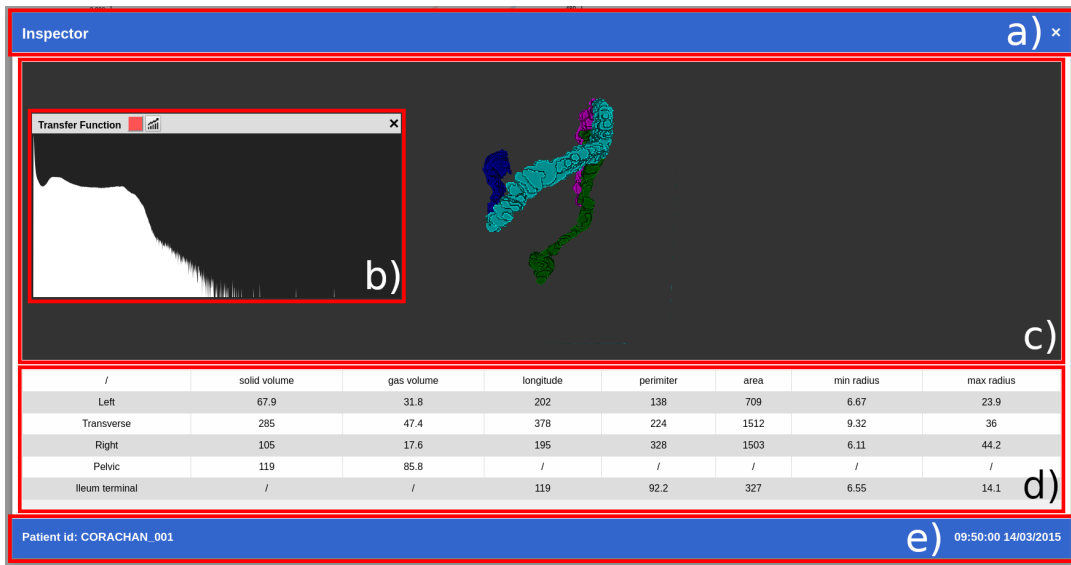 Inspector a) ×
Transfer Function ×
b)
c)
/ solid volume gas volume longitude perimiter area min radius max radius
Left 67.9 31.8 202 138 709 6.67 23.9
Transverse 285 47.4 378 224 1512 9.32 36
Right 105 17.6 195 328 1503 6.11 44.2
Pelvic 119 85.8 / / / / /
Ileum terminal / / 119 92.2 327 6.55 14.1
d)
Patient id: CORACHAN_001 e) 09:50:00 14/03/2015